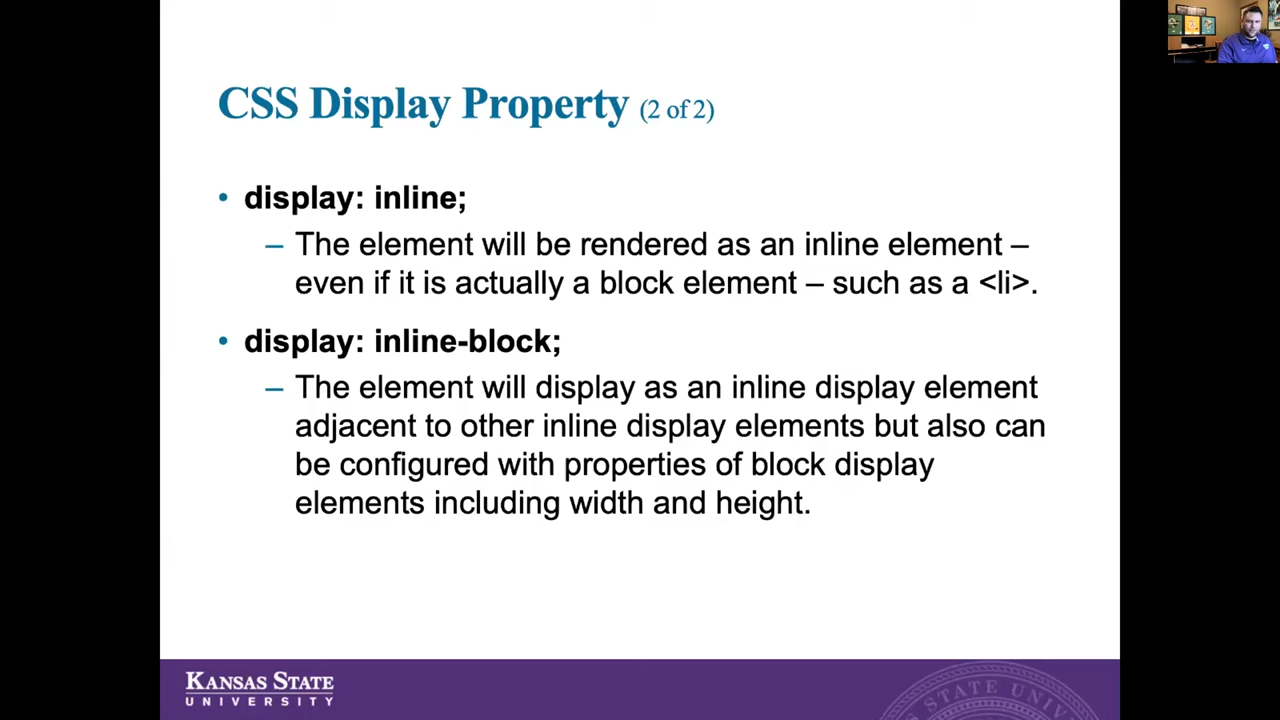 CSS Display Property (2 of 2)
• display: inline;
– The element will be rendered as an inline element –
even if it is actually a block element – such as a <li>.
• display: inline-block;
– The element will display as an inline display element
adjacent to other inline display elements but also can
be configured with properties of block display
elements including width and height.
KANSAS STATE
UNIVERSITY
STATE UNI